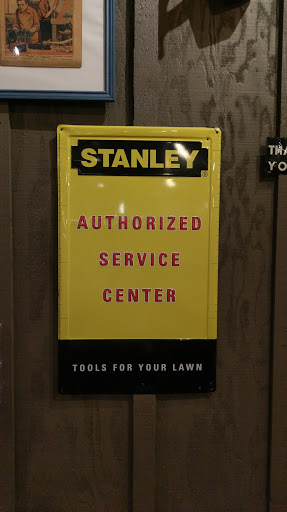 STANLEY
AUTHORIZED
SERVICE
CENTER
TOOLS FOR YOUR LAWN